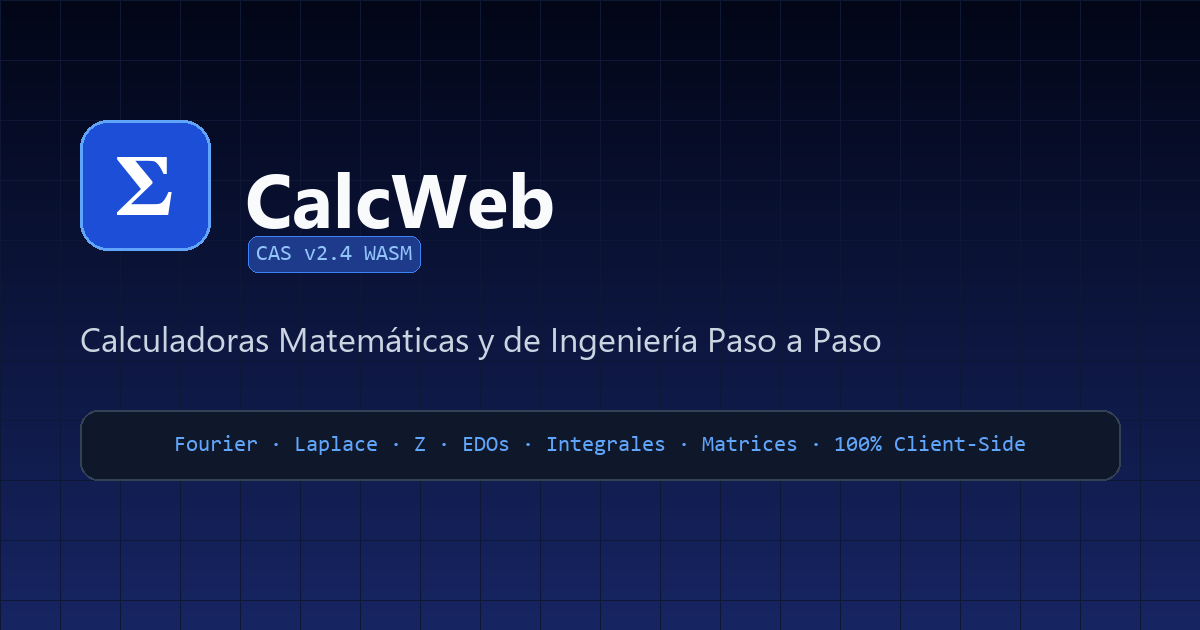 Σ
CalcWeb
CAS v2.4 WASM
Calculadoras Matemáticas y de Ingeniería Paso a Paso
Fourier · Laplace · Z · EDOs · Integrales · Matrices · 100% Client-Side